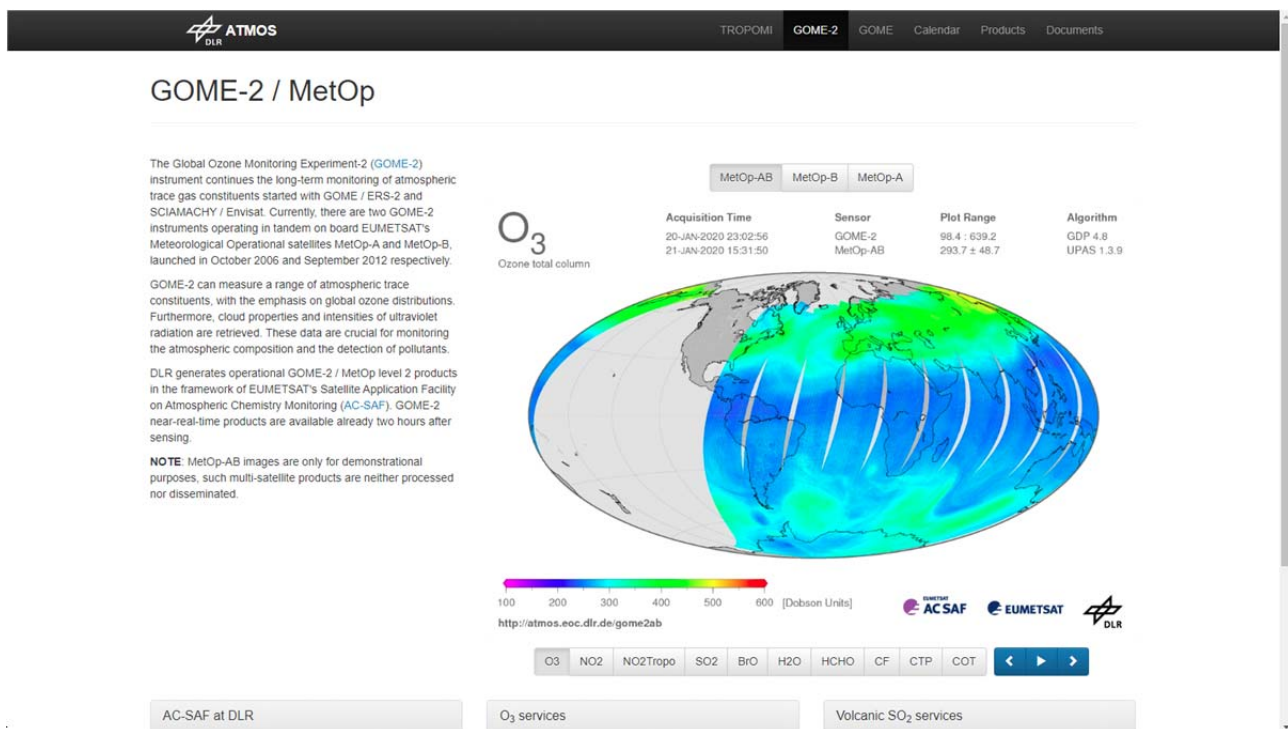 ATMOS
DLR
TROPOMI GOME-2 GOME Calendar Products Documents
GOME-2 / MetOp
The Global Ozone Monitoring Experiment-2 (GOME-2)
instrument continues the long-term monitoring of atmospheric
trace gas constituents started with GOME / ERS-2 and
SCIAMACHY / Envisat. Currently, there are two GOME-2
instruments operating in tandem on board EUMETSAT's
Meteorological Operational satellites MetOp-A and MetOp-B,
launched in October 2006 and September 2012 respectively.
GOME-2 can measure a range of atmospheric trace
constituents, with the emphasis on global ozone distributions.
Furthermore, cloud properties and intensities of ultraviolet
radiation are retrieved. These data are crucial for monitoring
the atmospheric composition and the detection of pollutants.
DLR generates operational GOME-2 / MetOp level 2 products
in the framework of EUMETSAT's Satellite Application Facility
on Atmospheric Chemistry Monitoring (AC-SAF). GOME-2
near-real-time products are available already two hours after
sensing.
NOTE: MetOp-AB images are only for demonstrational
purposes, such multi-satellite products are neither processed
nor disseminated.
MetOp-AB MetOp-B MetOp-A
O3
Ozone total column
Acquisition Time Sensor Plot Range Algorithm
20-JAN-2020 23:02:56 GOME-2 98.4 : 639.2 GDP 4.8
21-JAN-2020 15:31:50 MetOp-AB 293.7 ± 48.7 UPAS 1.3.9
100 200 300 400 500 600 [Dobson Units]
http://atmos.eoc.dlr.de/gome2ab
EUMETSAT
AC SAF EUMETSAT DLR
O3 NO2 NO2Tropo SO2 BrO H2O HCHO CF CTP COT
AC-SAF at DLR O3 services Volcanic SO2 services